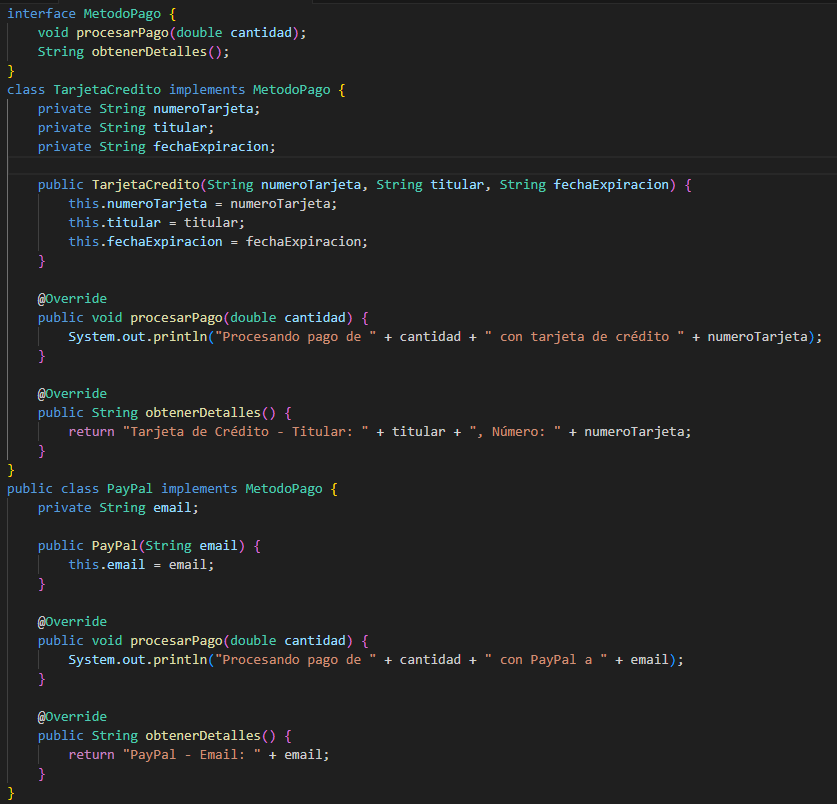 interface MetodoPago {
    void procesarPago(double cantidad);
    String obtenerDetalles();
}
class TarjetaCredito implements MetodoPago {
    private String numeroTarjeta;
    private String titular;
    private String fechaExpiracion;

    public TarjetaCredito(String numeroTarjeta, String titular, String fechaExpiracion) {
        this.numeroTarjeta = numeroTarjeta;
        this.titular = titular;
        this.fechaExpiracion = fechaExpiracion;
    }

    @Override
    public void procesarPago(double cantidad) {
        System.out.println("Procesando pago de " + cantidad + " con tarjeta de crédito " + numeroTarjeta);
    }

    @Override
    public String obtenerDetalles() {
        return "Tarjeta de Crédito - Titular: " + titular + ", Número: " + numeroTarjeta;
    }
}
public class PayPal implements MetodoPago {
    private String email;

    public PayPal(String email) {
        this.email = email;
    }

    @Override
    public void procesarPago(double cantidad) {
        System.out.println("Procesando pago de " + cantidad + " con PayPal a " + email);
    }

    @Override
    public String obtenerDetalles() {
        return "PayPal - Email: " + email;
    }
}